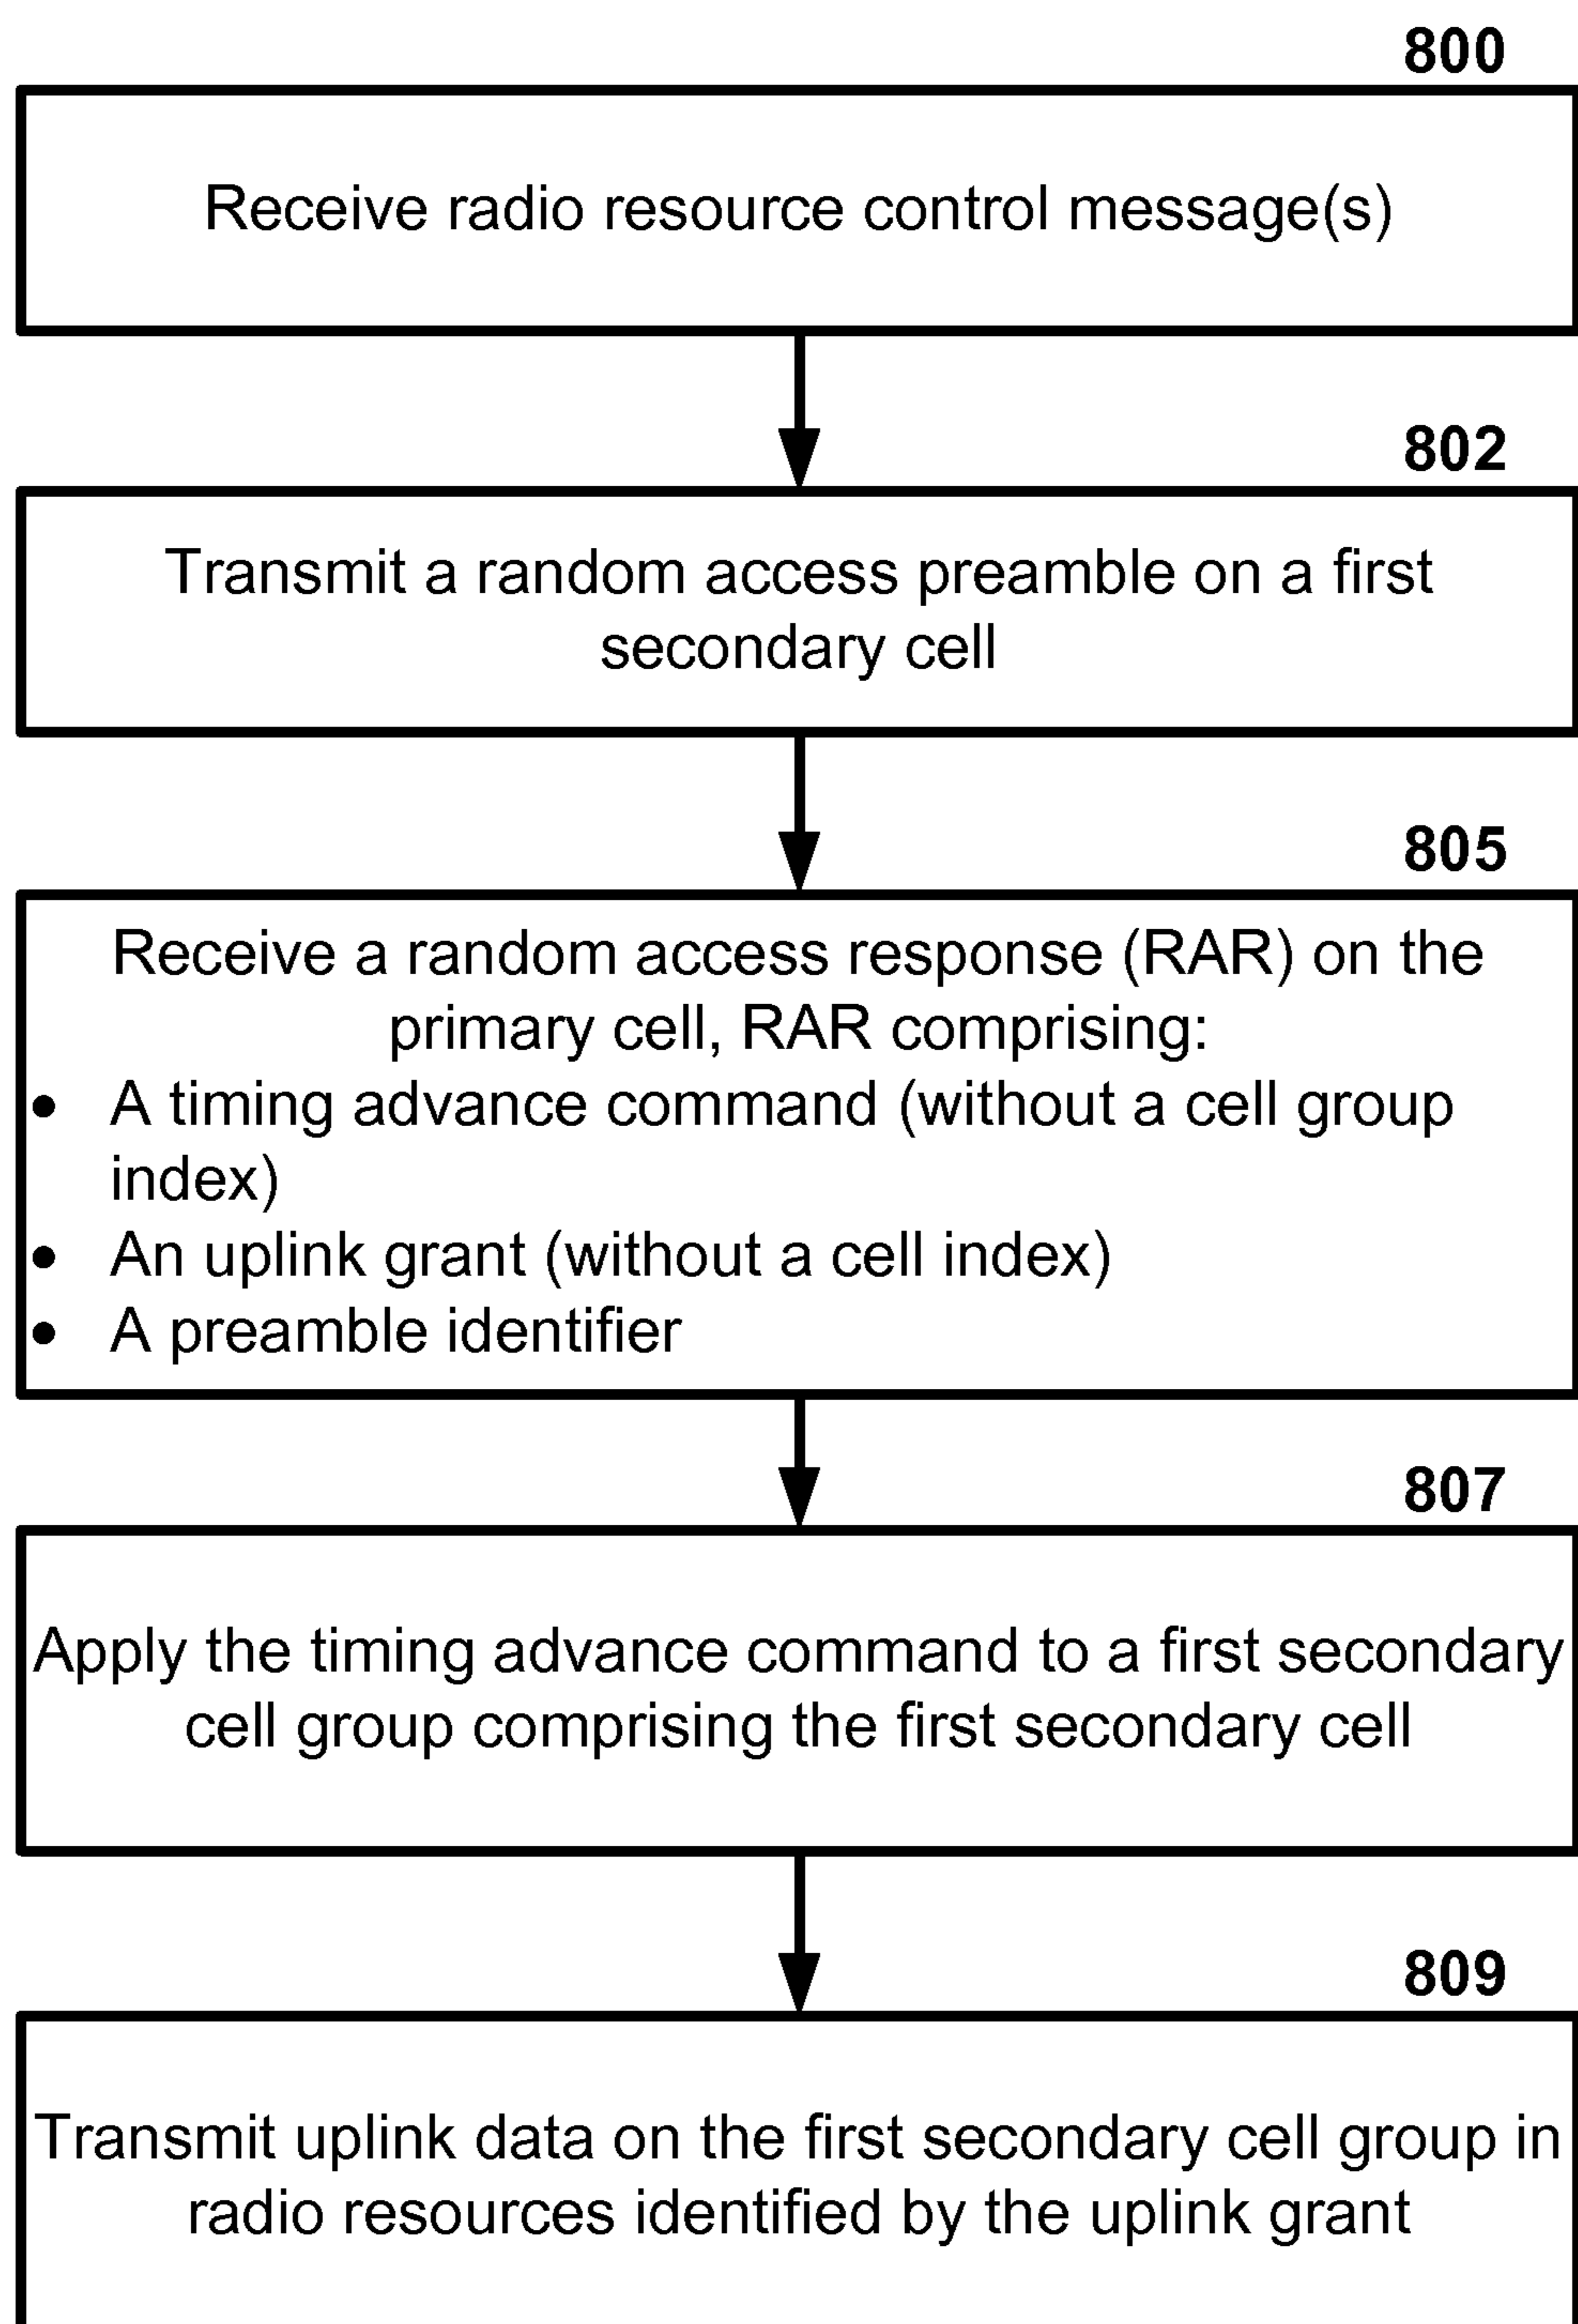 800
Receive radio resource control message(s)
802
Transmit a random access preamble on a first
secondary cell
805
Receive a random access response (RAR) on the
primary cell, RAR comprising:
• A timing advance command (without a cell group
index)
• An uplink grant (without a cell index)
• A preamble identifier
807
Apply the timing advance command to a first secondary
cell group comprising the first secondary cell
809
Transmit uplink data on the first secondary cell group in
radio resources identified by the uplink grant